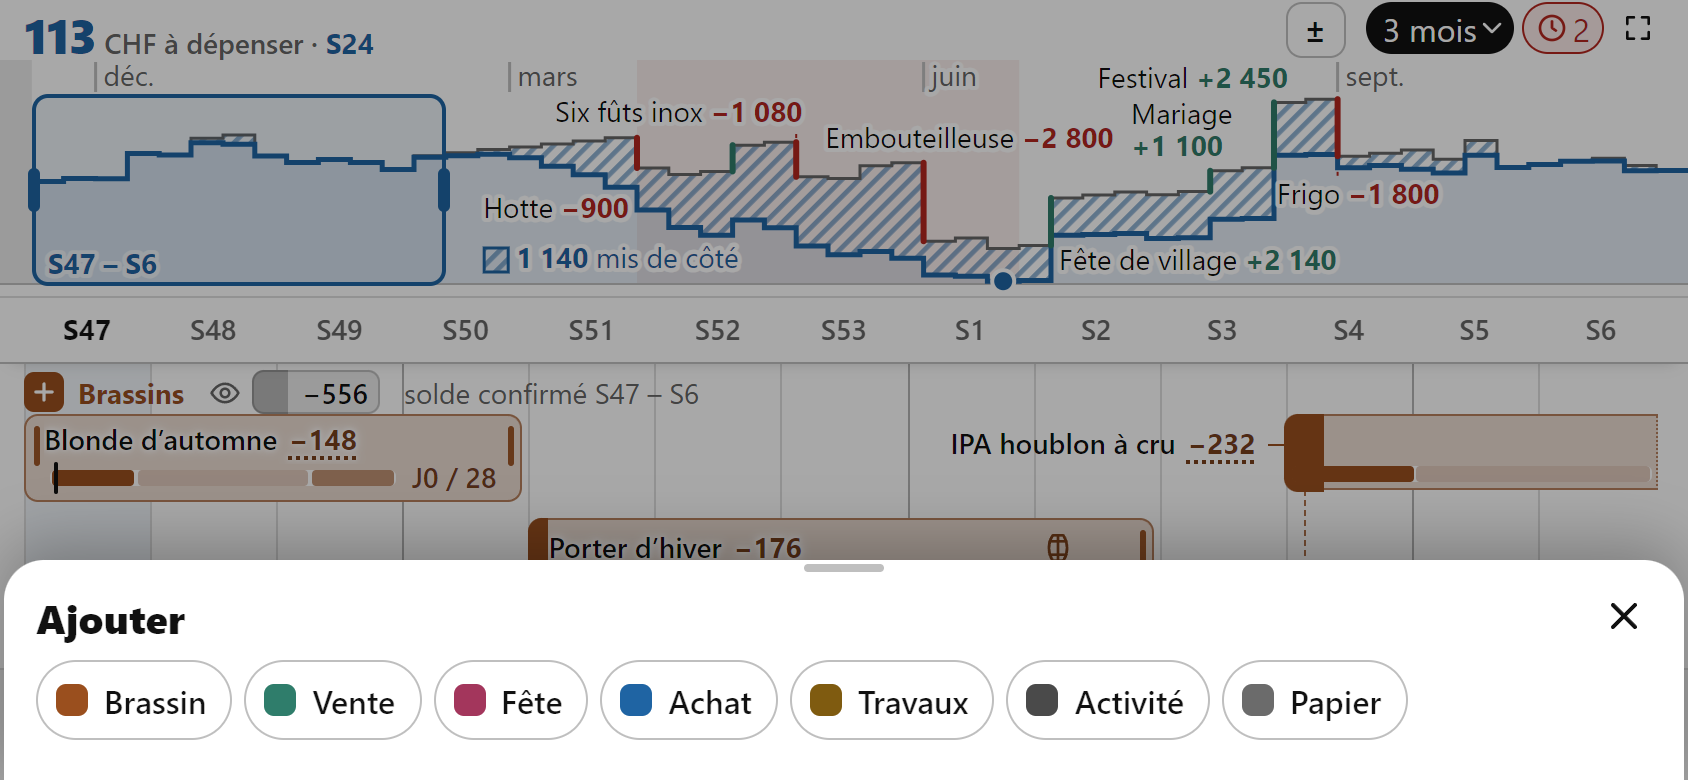 113 CHF à dépenser · S24
±
3 mois
2
déc.
mars
juin
sept.
Festival +2 450
Six fûts inox −1 080
Mariage
+1 100
Embouteilleuse −2 800
Hotte −900
Frigo −1 800
1 140 mis de côté
Fête de village +2 140
S47 – S6
S47 S48 S49 S50 S51 S52 S53 S1 S2 S3 S4 S5 S6
Brassins −556 solde confirmé S47 – S6
Blonde d’automne −148
J0 / 28
IPA houblon à cru −232
Porter d’hiver −176
Ajouter
Brassin Vente Fête Achat Travaux Activité Papier